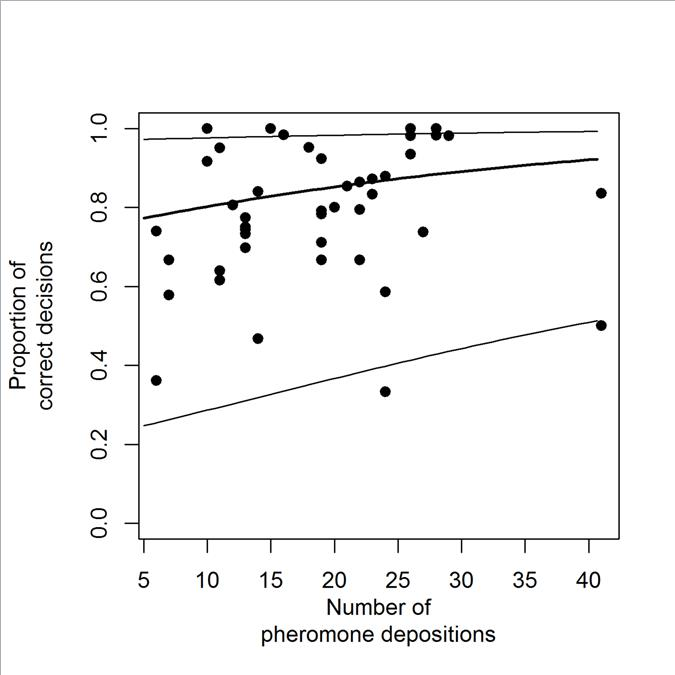 Proportion of
correct decisions
1.0
0.8
0.6
0.4
0.2
0.0
5 10 15 20 25 30 35 40
Number of
pheromone depositions